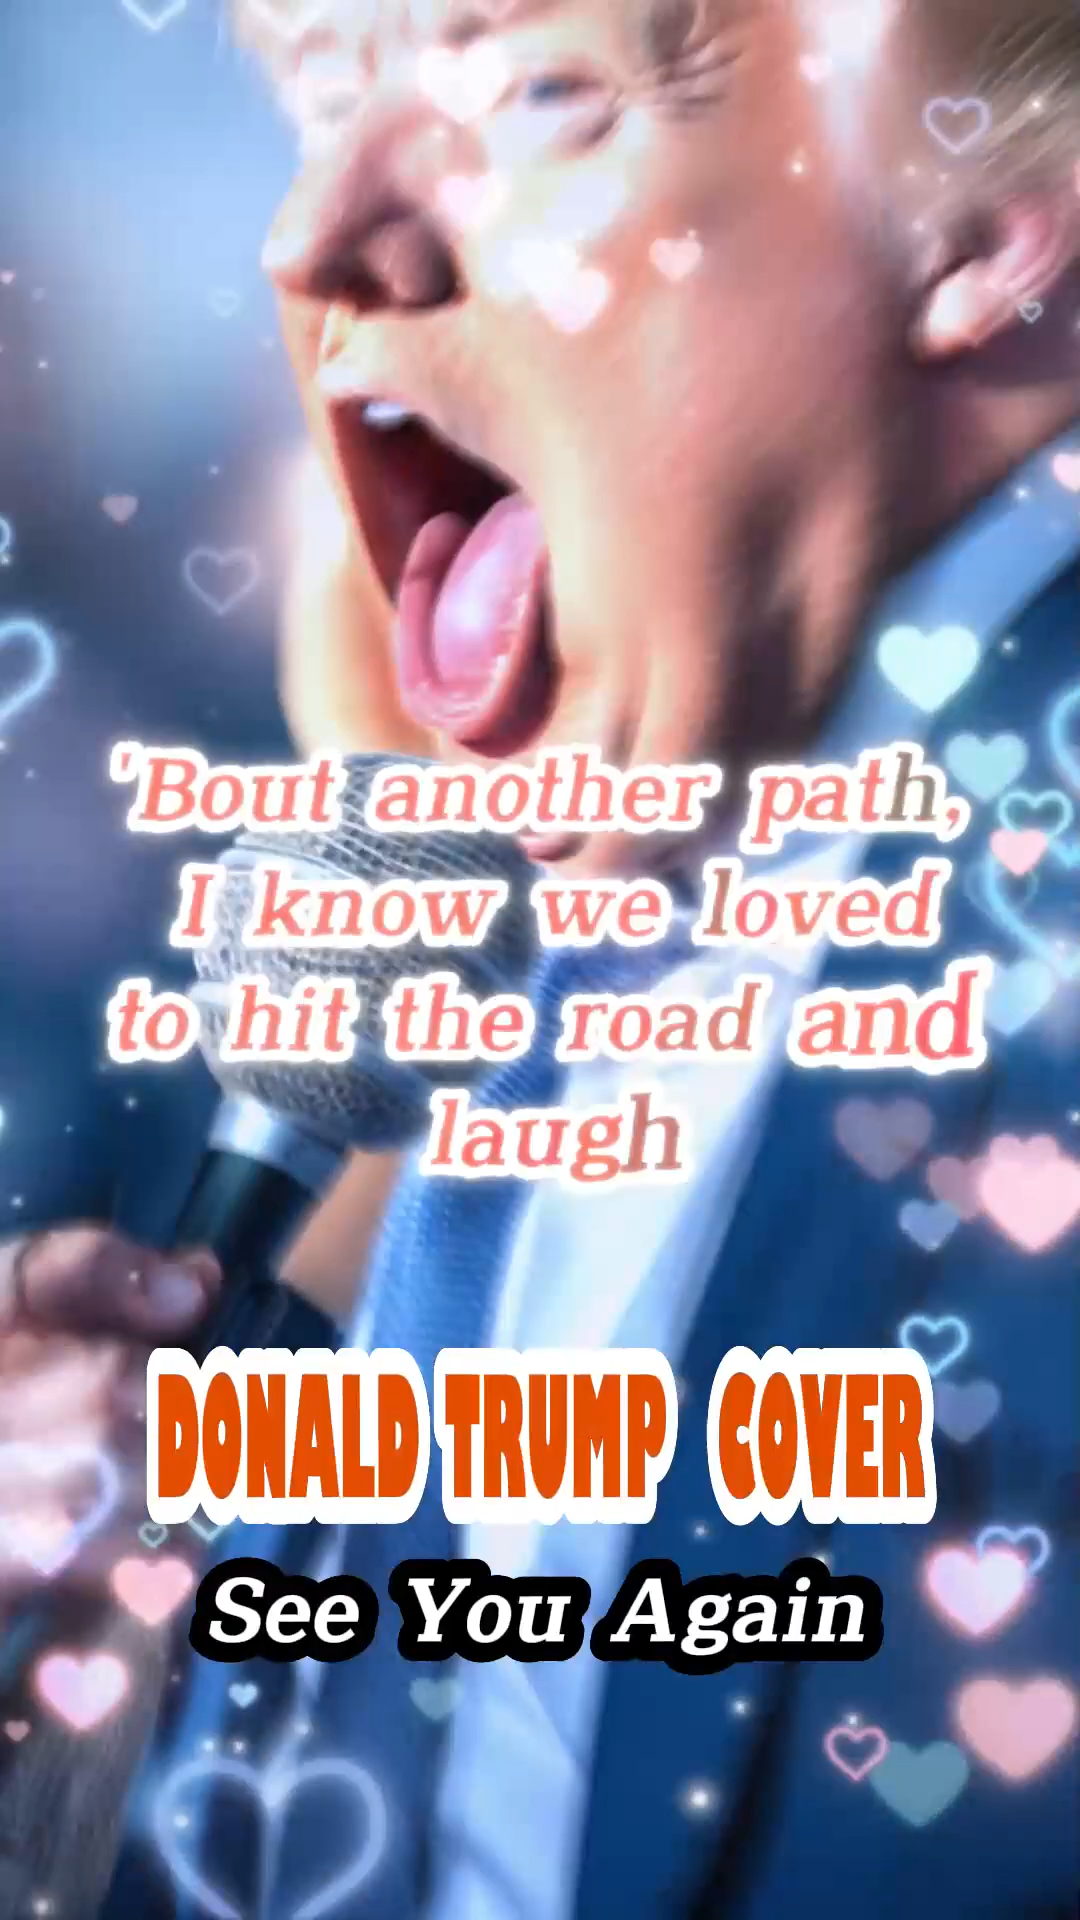 'Bout another path,
I know we loved
to hit the road and
laugh
DONALD TRUMP COVER
See You Again